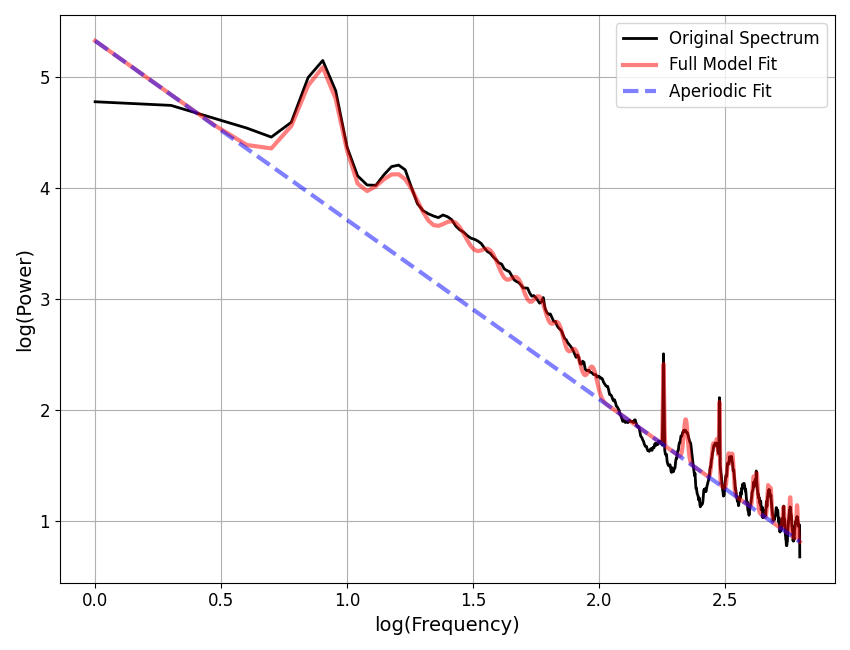 Original Spectrum
Full Model Fit
Aperiodic Fit
log(Power)
5
4
3
2
1
0.0 0.5 1.0 1.5 2.0 2.5
log(Frequency)